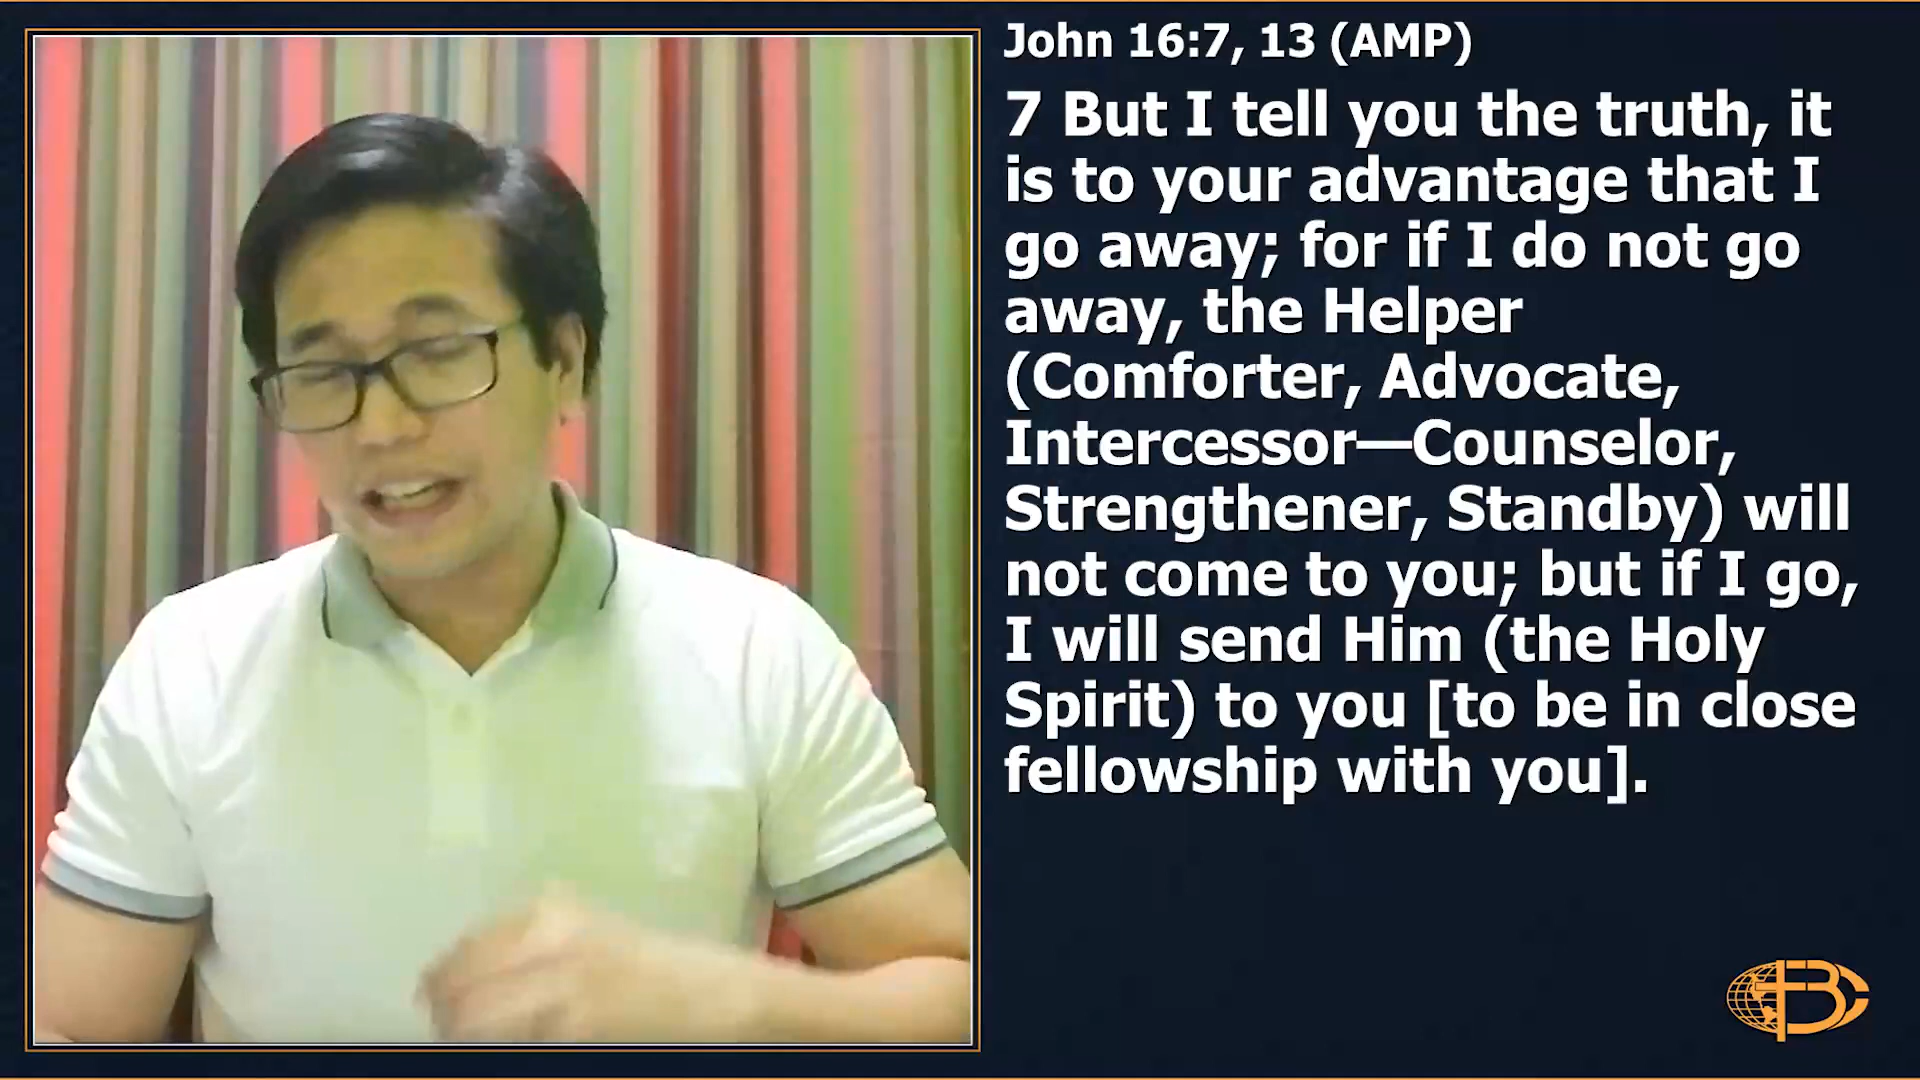 John 16:7, 13 (AMP)
7 But I tell you the truth, it
is to your advantage that I
go away; for if I do not go
away, the Helper
(Comforter, Advocate,
Intercessor—Counselor,
Strengthener, Standby) will
not come to you; but if I go,
I will send Him (the Holy
Spirit) to you [to be in close
fellowship with you].